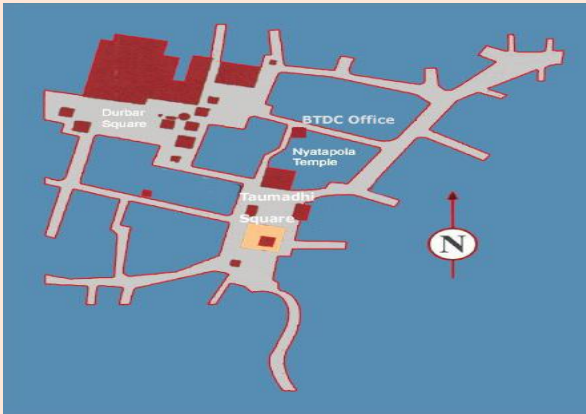 Durbar
Square
BTDC Office
Nyatapola
Temple
Taumadhi
Square
N